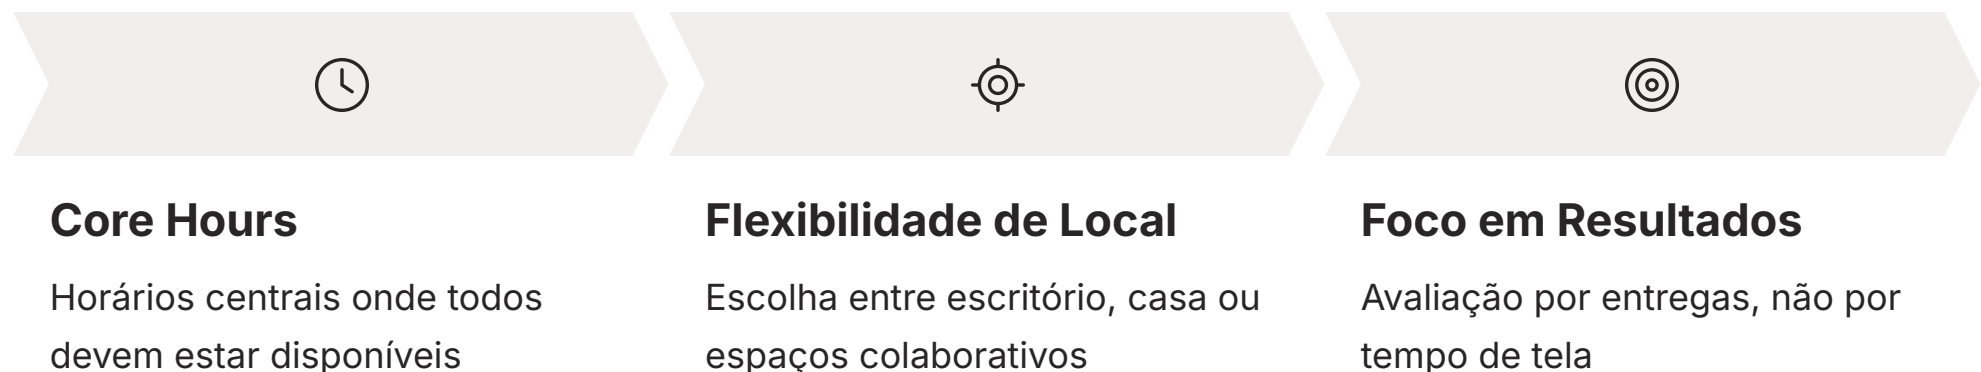 Core Hours
Horários centrais onde todos
devem estar disponíveis
Flexibilidade de Local
Escolha entre escritório, casa ou
espaços colaborativos
Foco em Resultados
Avaliação por entregas, não por
tempo de tela